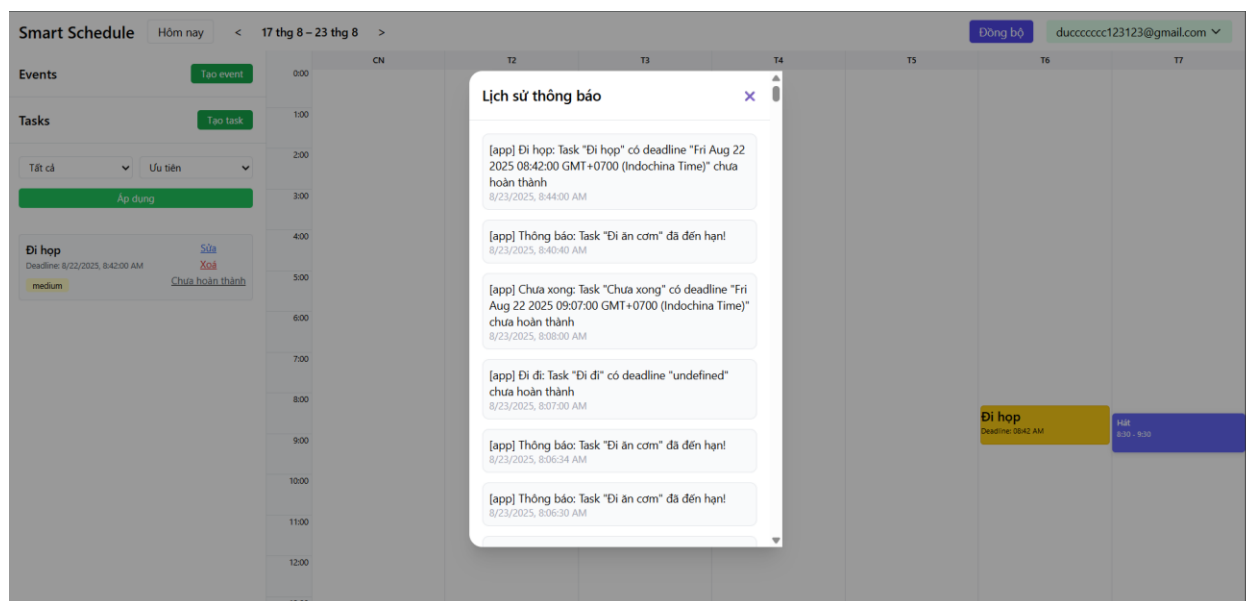 Smart Schedule Hôm nay < 17 thg 8 – 23 thg 8 > Đồng bộ ducccccc123123@gmail.com
CN T2 T3 T4 T5 T6 T7
Events Tạo event
Tasks Tạo task
Tất cả Ưu tiên
Áp dụng
Đi họp Sửa
Deadline: 8/22/2025, 8:42:00 AM Xoá
medium Chưa hoàn thành
0:00
1:00
2:00
3:00
4:00
5:00
6:00
7:00
8:00
9:00
10:00
11:00
12:00
Lịch sử thông báo ×
[app] Đi họp: Task "Đi họp" có deadline "Fri Aug 22
2025 08:42:00 GMT+0700 (Indochina Time)" chưa
hoàn thành
8/23/2025, 8:44:00 AM
[app] Thông báo: Task "Đi ăn cơm" đã đến hạn!
8/23/2025, 8:40:40 AM
[app] Chưa xong: Task "Chưa xong" có deadline "Fri
Aug 22 2025 09:07:00 GMT+0700 (Indochina Time)"
chưa hoàn thành
8/23/2025, 8:08:00 AM
[app] Đi đi: Task "Đi đi" có deadline "undefined"
chưa hoàn thành
8/23/2025, 8:07:00 AM
[app] Thông báo: Task "Đi ăn cơm" đã đến hạn!
8/23/2025, 8:06:34 AM
[app] Thông báo: Task "Đi ăn cơm" đã đến hạn!
8/23/2025, 8:06:30 AM
Đi họp
Deadline: 08:42 AM
Hát
8:30 - 9:30